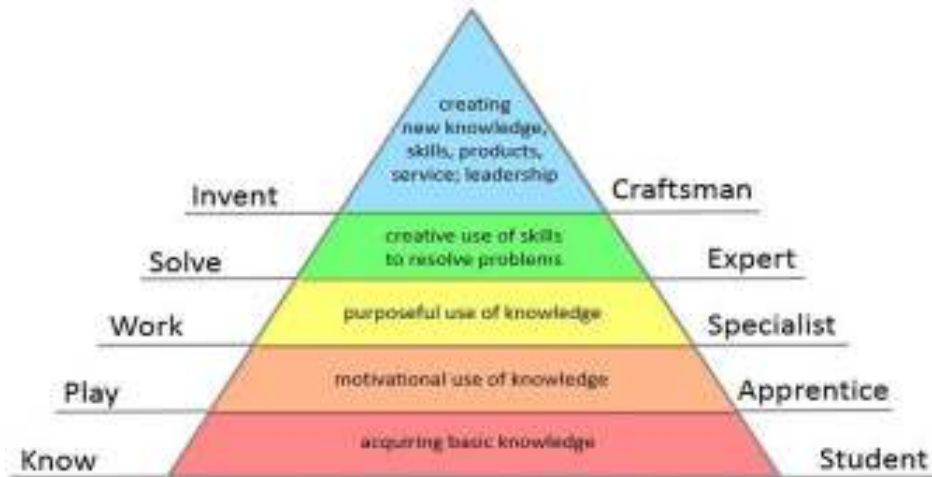 creating
new knowledge,
skills, products,
service; leadership
Invent
Craftsman
creative use of skills
to resolve problems
Solve
Expert
purposeful use of knowledge
Work
Specialist
motivational use of knowledge
Play
Apprentice
acquiring basic knowledge
Know
Student